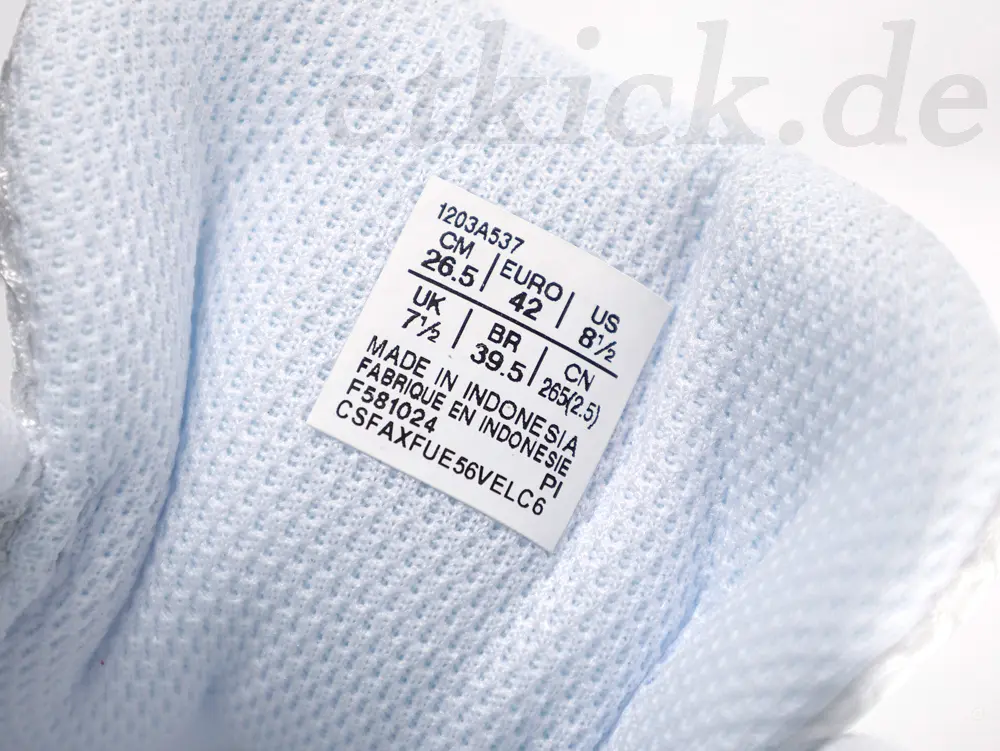 etkick.de
1203A537
CM | EURO | US
26.5 | 42 | 8½
UK | BR | CN
7½ | 39.5 | 265(2.5)
MADE IN INDONESIA
FABRIQUE EN INDONESIE
F581024 PI
CSFAXFUE56VELC6